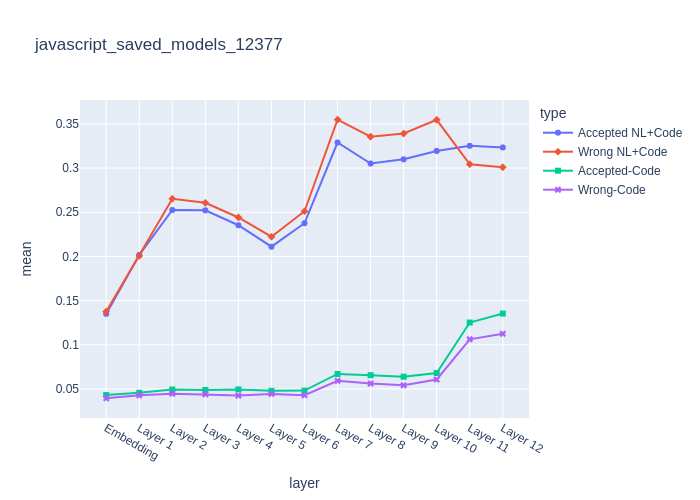 javascript_saved_models_12377
type
Accepted NL+Code
Wrong NL+Code
Accepted-Code
Wrong-Code
mean
0.35
0.3
0.25
0.2
0.15
0.1
0.05
Embedding
Layer 1
Layer 2
Layer 3
Layer 4
Layer 5
Layer 6
Layer 7
Layer 8
Layer 9
Layer 10
Layer 11
Layer 12
layer